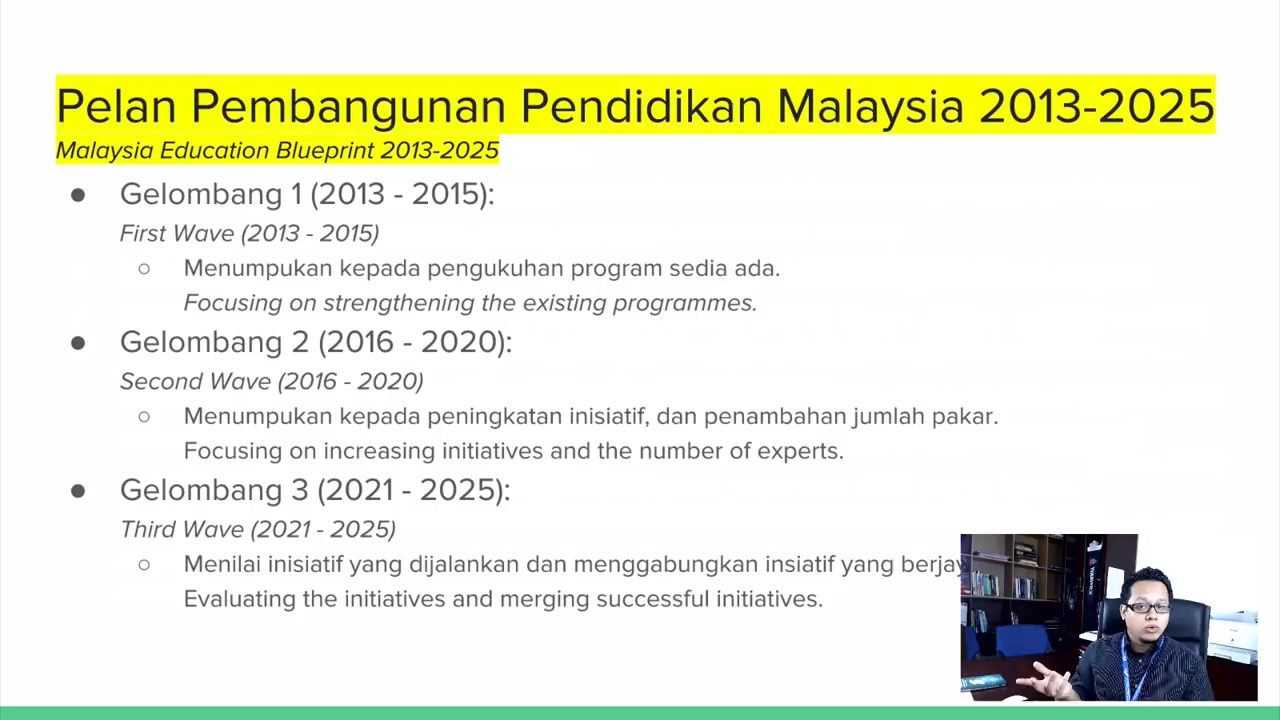 Pelan Pembangunan Pendidikan Malaysia 2013-2025
Malaysia Education Blueprint 2013-2025
● Gelombang 1 (2013 - 2015):
First Wave (2013 - 2015)
○ Menumpukan kepada pengukuhan program sedia ada.
Focusing on strengthening the existing programmes.
● Gelombang 2 (2016 - 2020):
Second Wave (2016 - 2020)
○ Menumpukan kepada peningkatan inisiatif, dan penambahan jumlah pakar.
Focusing on increasing initiatives and the number of experts.
● Gelombang 3 (2021 - 2025):
Third Wave (2021 - 2025)
○ Menilai inisiatif yang dijalankan dan menggabungkan insiatif yang berjay
Evaluating the initiatives and merging successful initiatives.